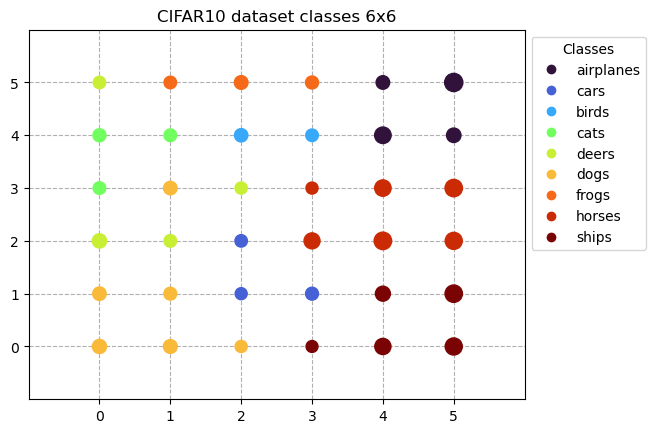 CIFAR10 dataset classes 6x6
Classes
airplanes
cars
birds
cats
deers
dogs
frogs
horses
ships
5
4
3
2
1
0
0 1 2 3 4 5